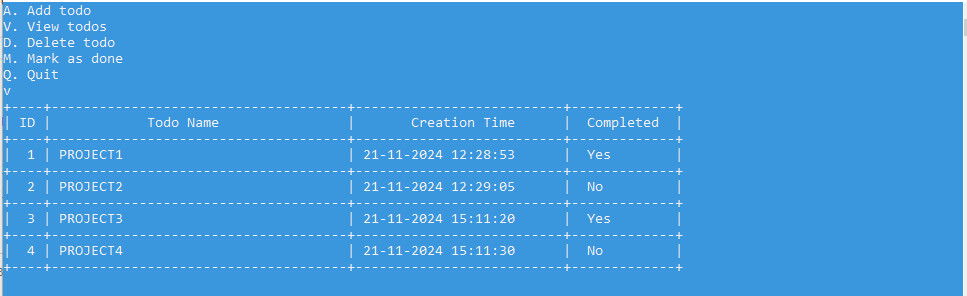 A. Add todo
V. View todos
D. Delete todo
M. Mark as done
Q. Quit
v
+----+-------------------------------------+--------------------------+-------------+
| ID |            Todo Name                |       Creation Time      |  Completed  |
+----+-------------------------------------+--------------------------+-------------+
|  1 | PROJECT1                            | 21-11-2024 12:28:53      |  Yes        |
+----+-------------------------------------+--------------------------+-------------+
|  2 | PROJECT2                            | 21-11-2024 12:29:05      |  No         |
+----+-------------------------------------+--------------------------+-------------+
|  3 | PROJECT3                            | 21-11-2024 15:11:20      |  Yes        |
+----+-------------------------------------+--------------------------+-------------+
|  4 | PROJECT4                            | 21-11-2024 15:11:30      |  No         |
+----+-------------------------------------+--------------------------+-------------+